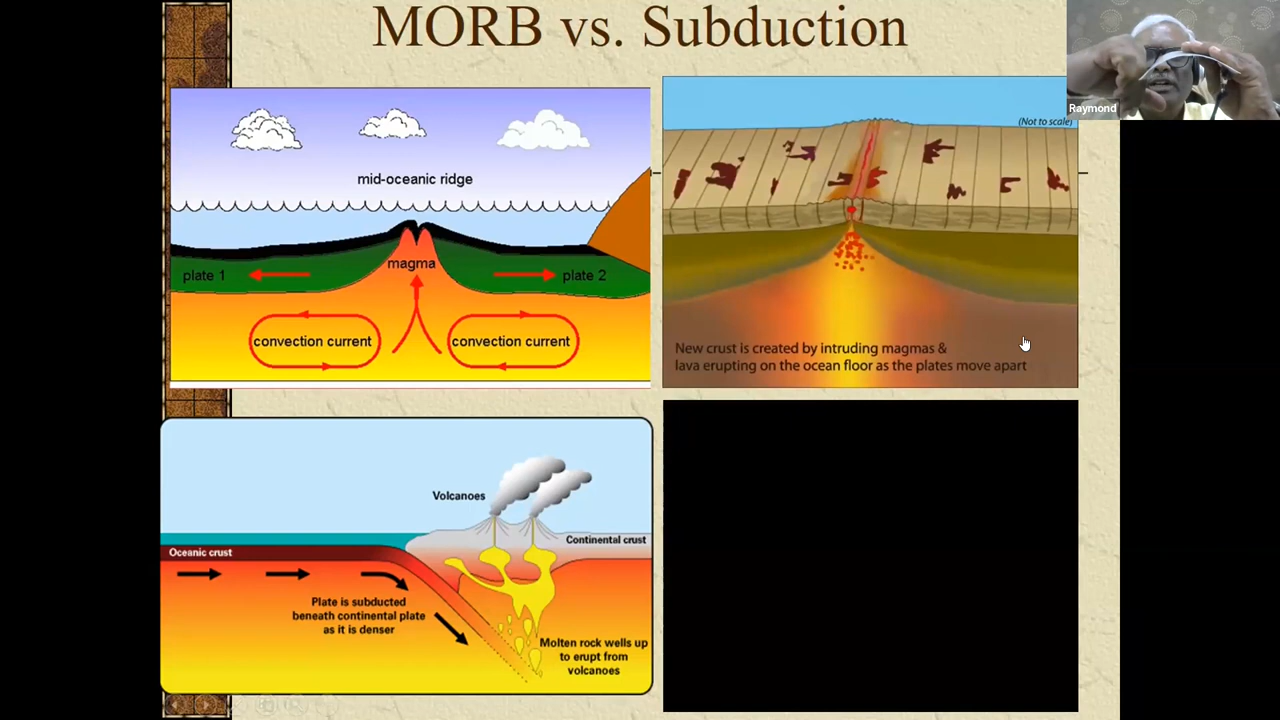 MORB vs. Subduction
Raymond
mid-oceanic ridge
plate 1
magma
plate 2
convection current
convection current
(Not to scale)
New crust is created by intruding magmas &
lava erupting on the ocean floor as the plates move apart
Volcanoes
Oceanic crust
Continental crust
Plate is subducted
beneath continental plate
as it is denser
Molten rock wells up
to erupt from
volcanoes